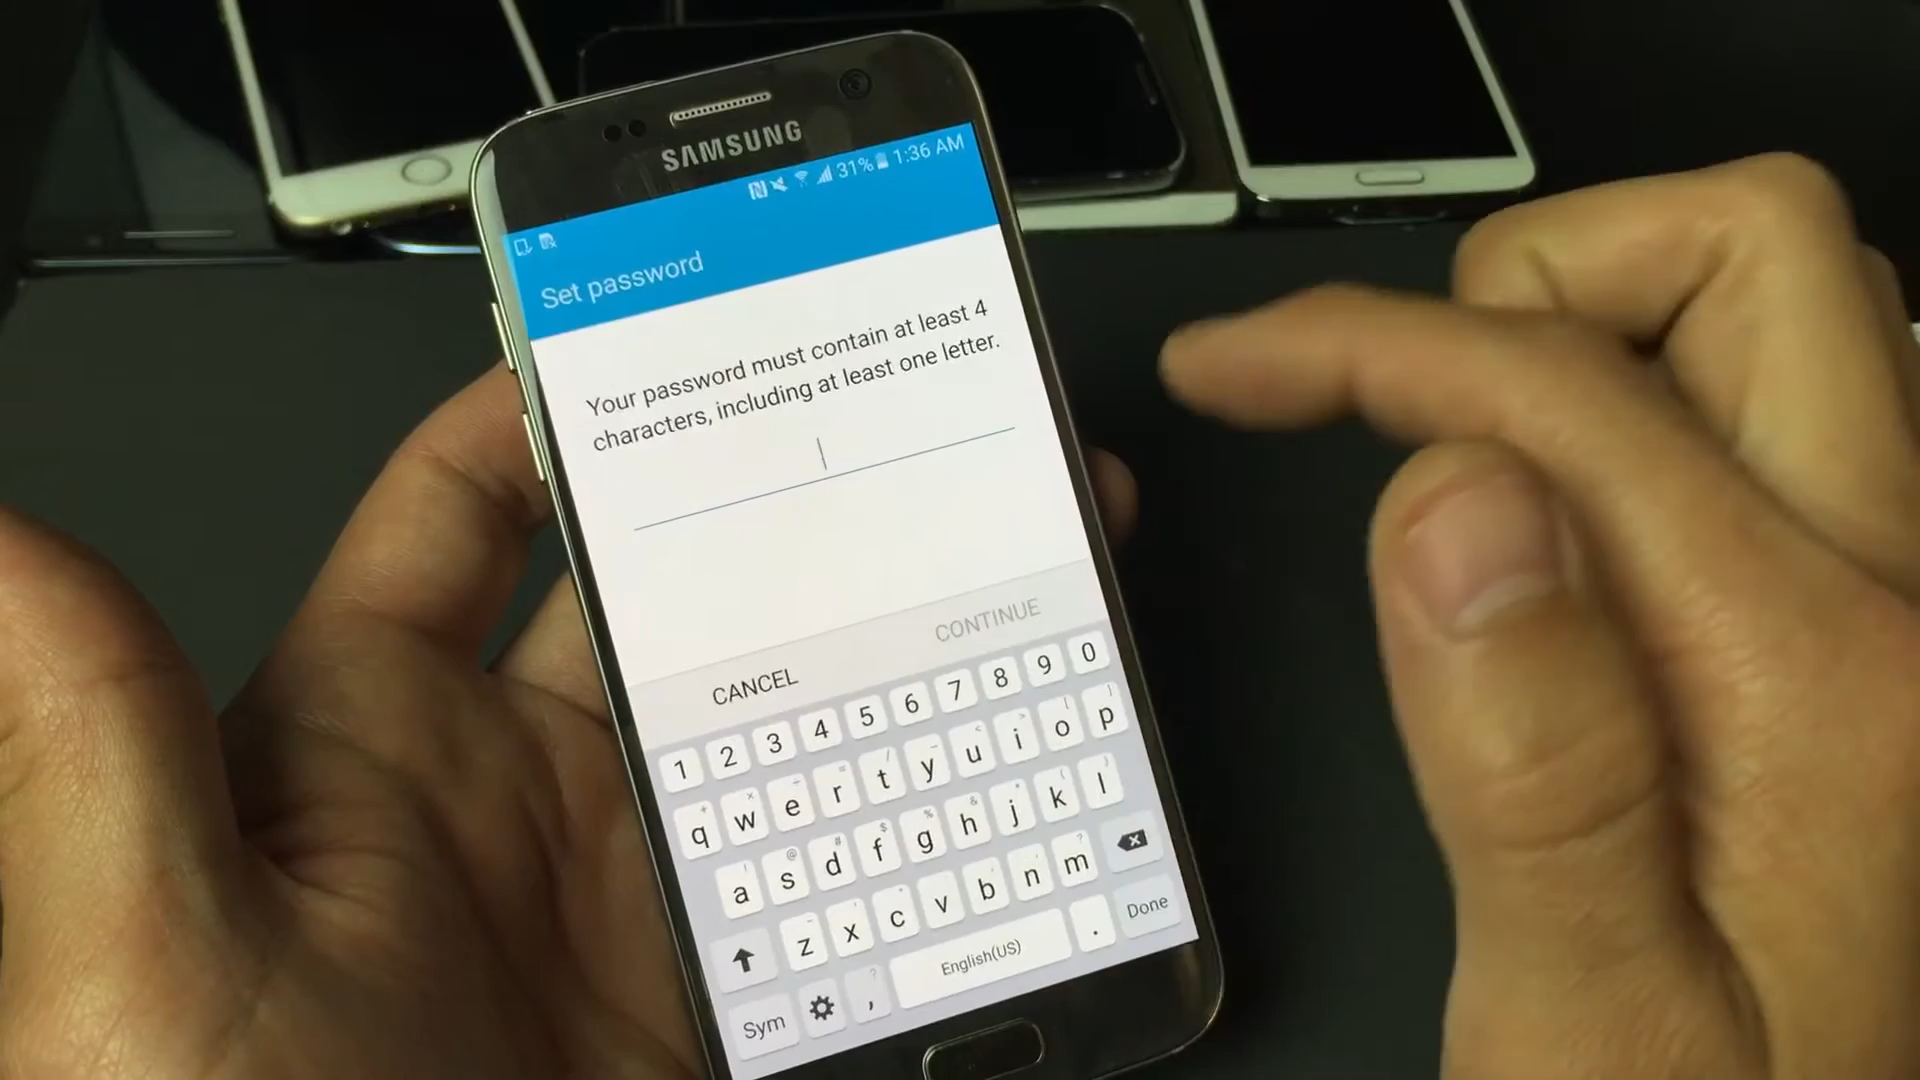 SAMSUNG
31% 1:36 AM
Set password
Your password must contain at least 4
characters, including at least one letter.
CANCEL CONTINUE
1 2 3 4 5 6 7 8 9 0
q w e r t y u i o p
a s d f g h j k l
z x c v b n m
Sym , English(US) . Done